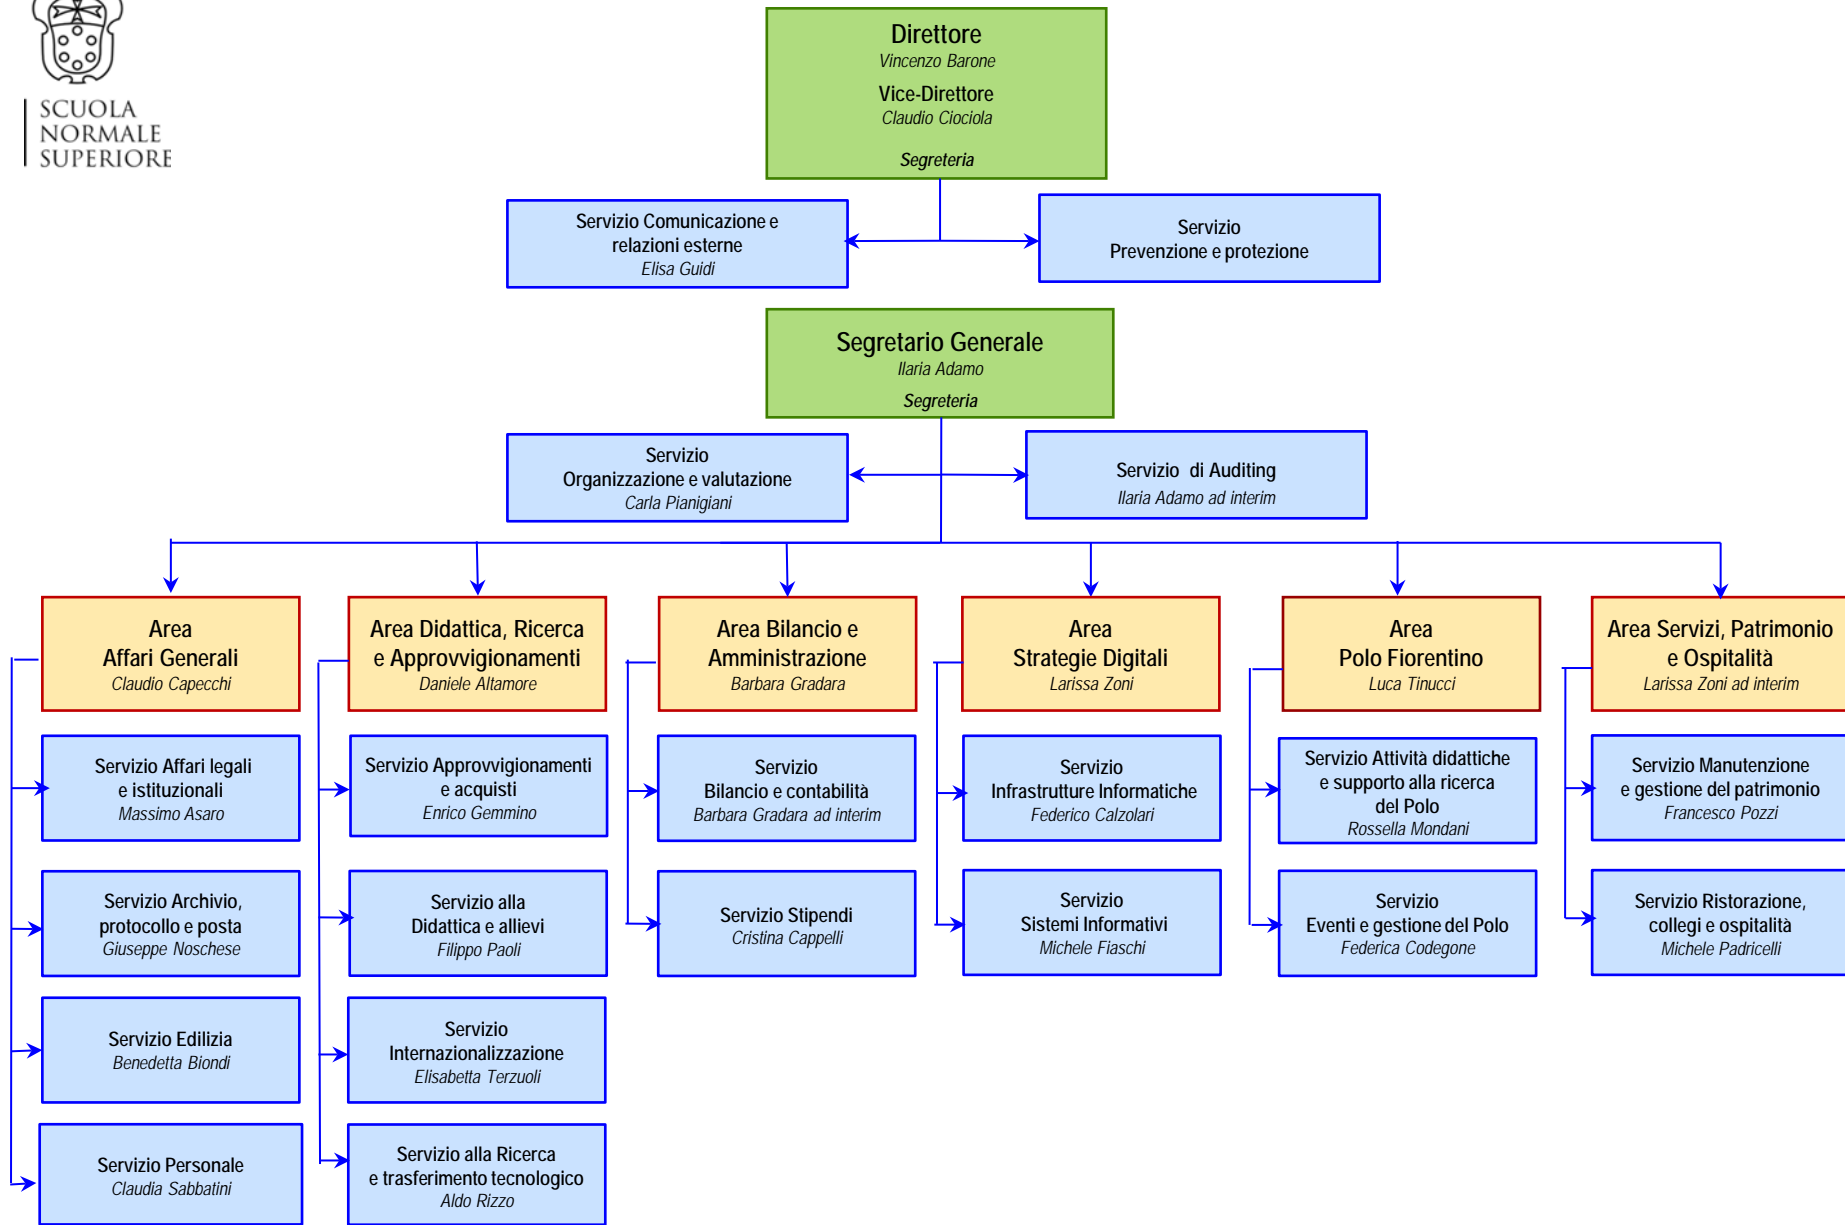 SCUOLA
NORMALE
SUPERIORE
Direttore
Vincenzo Barone
Vice-Direttore
Claudio Ciociola
Segreteria
Servizio Comunicazione e
relazioni esterne
Elisa Guidi
Servizio
Prevenzione e protezione
Segretario Generale
Ilaria Adamo
Segreteria
Servizio
Organizzazione e valutazione
Carla Pianigiani
Servizio di Auditing
Ilaria Adamo ad interim
Area
Affari Generali
Claudio Capecchi
Servizio Affari legali
e istituzionali
Massimo Asaro
Servizio Archivio,
protocollo e posta
Giuseppe Noschese
Servizio Edilizia
Benedetta Biondi
Servizio Personale
Claudia Sabbatini
Area Didattica, Ricerca
e Approvvigionamenti
Daniele Altamore
Servizio Approvvigionamenti
e acquisti
Enrico Gemmino
Servizio alla
Didattica e allievi
Filippo Paoli
Servizio
Internazionalizzazione
Elisabetta Terzuoli
Servizio alla Ricerca
e trasferimento tecnologico
Aldo Rizzo
Area Bilancio e
Amministrazione
Barbara Gradara
Servizio
Bilancio e contabilità
Barbara Gradara ad interim
Servizio Stipendi
Cristina Cappelli
Area
Strategie Digitali
Larissa Zoni
Servizio
Infrastrutture Informatiche
Federico Calzolari
Servizio
Sistemi Informativi
Michele Fiaschi
Area
Polo Fiorentino
Luca Tinucci
Servizio Attività didattiche
e supporto alla ricerca
del Polo
Rossella Mondani
Servizio
Eventi e gestione del Polo
Federica Codegone
Area Servizi, Patrimonio
e Ospitalità
Larissa Zoni ad interim
Servizio Manutenzione
e gestione del patrimonio
Francesco Pozzi
Servizio Ristorazione,
collegi e ospitalità
Michele Padricelli